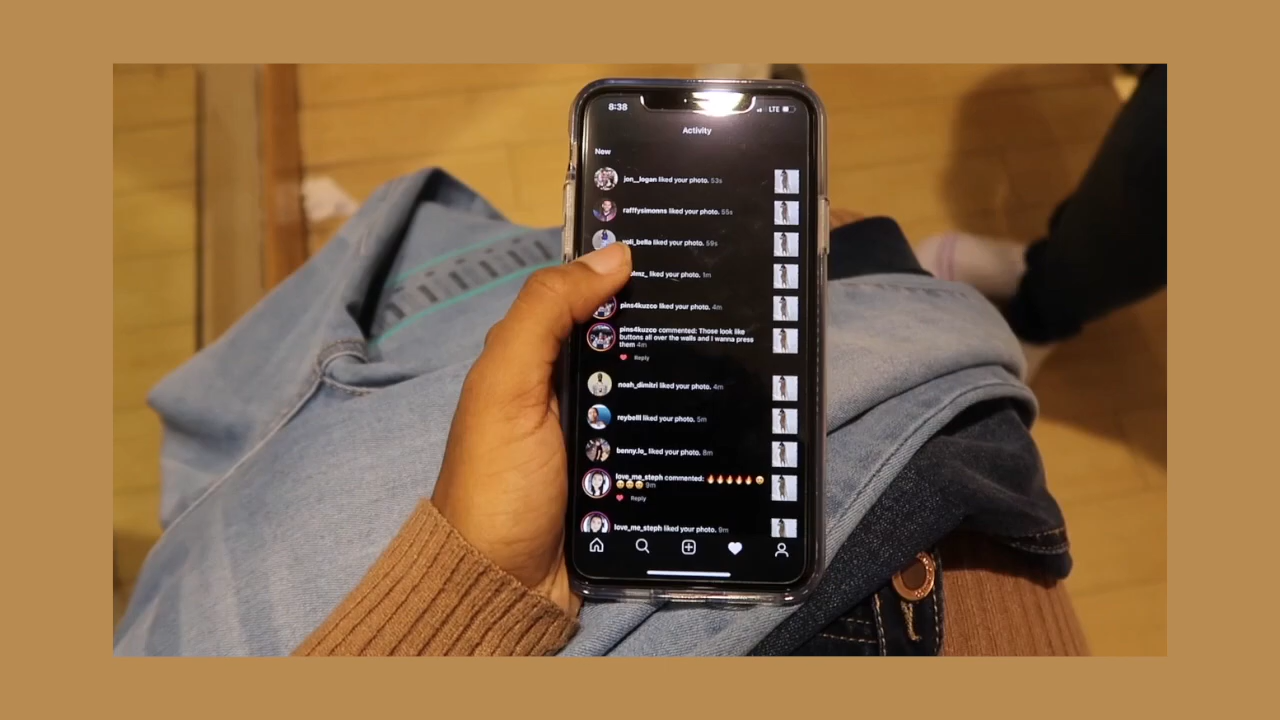 8:38
LTE
Activity
New
jon__logan liked your photo. 53s
rafffysimonns liked your photo. 55s
liked your photo. 59s
liked your photo. 1m
pins4kuzco liked your photo. 4m
pins4kuzco commented: Those look like
buttons all over the walls and I wanna press
them 4m
Reply
noah_dimitri liked your photo. 4m
reybelll liked your photo. 5m
benny.lo_ liked your photo. 8m
love_me_steph commented: 🔥🔥🔥🔥🔥😍
😍😍😍 9m
Reply
love_me_steph liked your photo. 9m